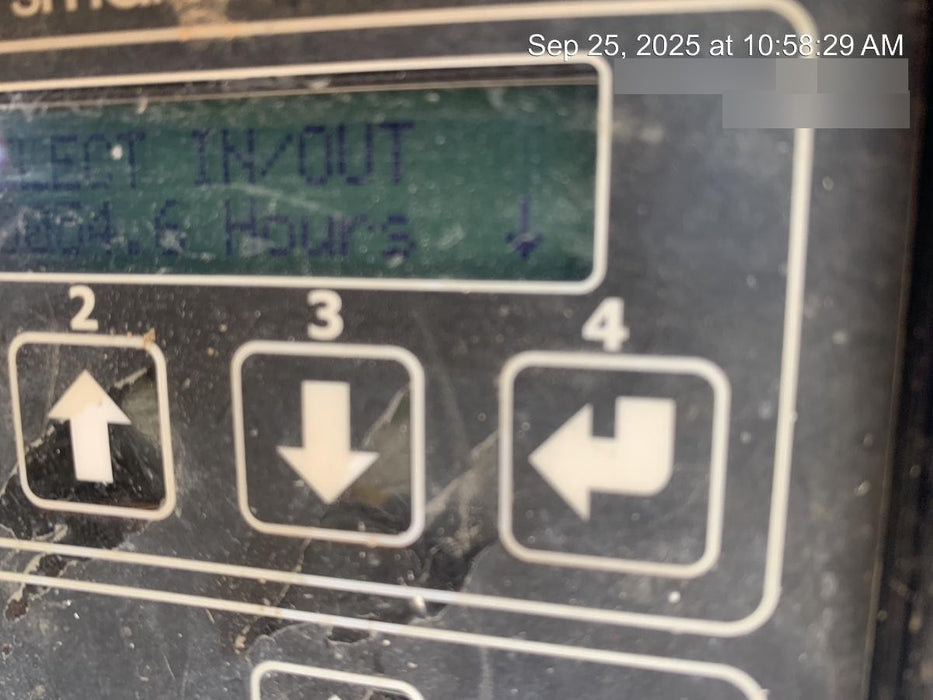 Sep 25, 2025 at 10:58:29 AM
LECT IN/OUT
Hours ↓
2 3 4